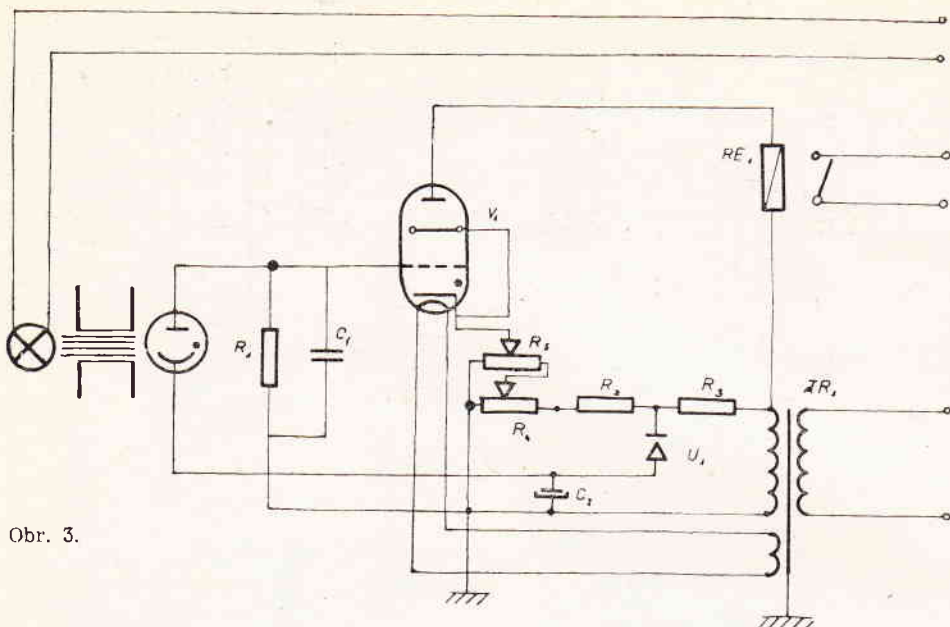 RE₁
V₁
R₁
C₁
R₅
R₄
R₂
R₃
TR₁
U₁
C₂
Obr. 3.